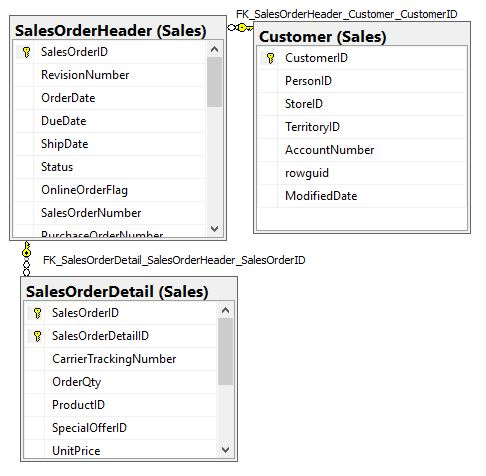 FK_SalesOrderHeader_Customer_CustomerID
SalesOrderHeader (Sales)
SalesOrderID
RevisionNumber
OrderDate
DueDate
ShipDate
Status
OnlineOrderFlag
SalesOrderNumber
PurchaseOrderNumber
Customer (Sales)
CustomerID
PersonID
StoreID
TerritoryID
AccountNumber
rowguid
ModifiedDate
FK_SalesOrderDetail_SalesOrderHeader_SalesOrderID
SalesOrderDetail (Sales)
SalesOrderID
SalesOrderDetailID
CarrierTrackingNumber
OrderQty
ProductID
SpecialOfferID
UnitPrice